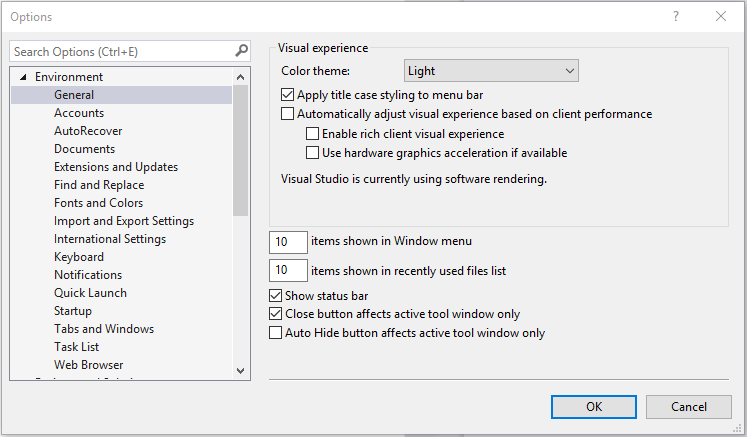 Options
Search Options (Ctrl+E)
Environment
General
Accounts
AutoRecover
Documents
Extensions and Updates
Find and Replace
Fonts and Colors
Import and Export Settings
International Settings
Keyboard
Notifications
Quick Launch
Startup
Tabs and Windows
Task List
Web Browser
Visual experience
Color theme: Light
Apply title case styling to menu bar
Automatically adjust visual experience based on client performance
Enable rich client visual experience
Use hardware graphics acceleration if available
Visual Studio is currently using software rendering.
10 items shown in Window menu
10 items shown in recently used files list
Show status bar
Close button affects active tool window only
Auto Hide button affects active tool window only
OK Cancel